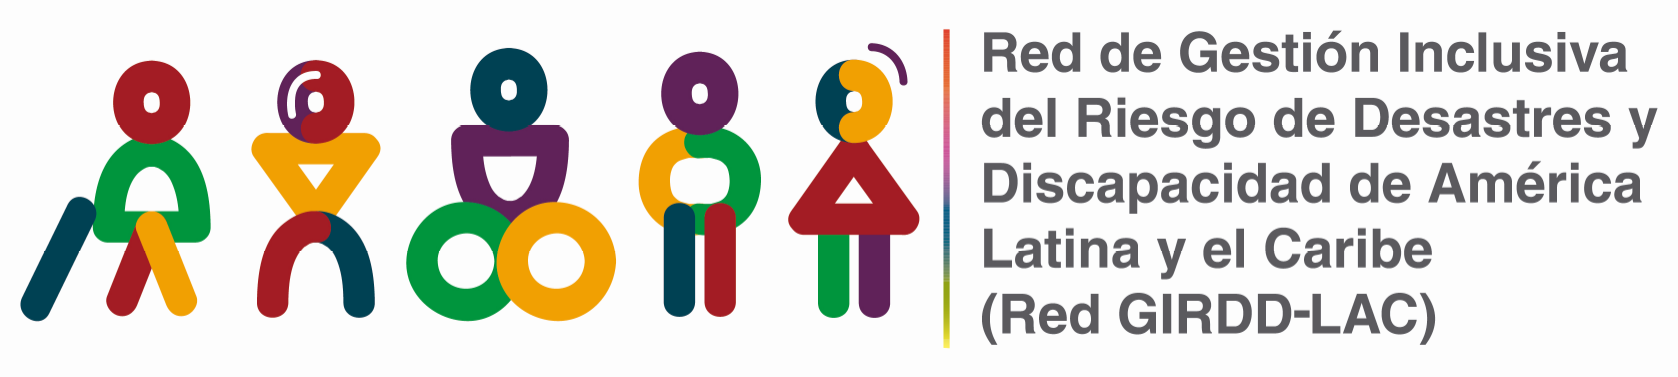 Red de Gestión Inclusiva
del Riesgo de Desastres y
Discapacidad de América
Latina y el Caribe
(Red GIRDD-LAC)